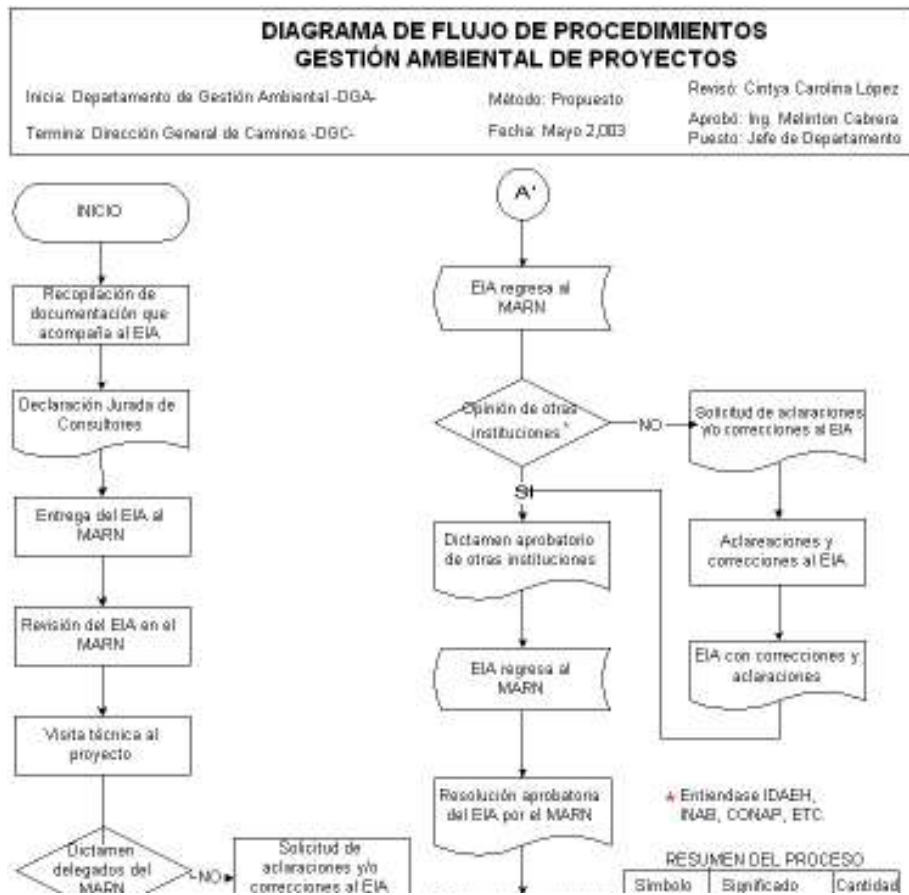 DIAGRAMA DE FLUJO DE PROCEDIMIENTOS
GESTIÓN AMBIENTAL DE PROYECTOS
Inicia: Departamento de Gestión Ambiental -DGA-
Termina: Dirección General de Caminos -DGC-
Método: Propuesto
Fecha: Mayo 2,003
Revisó: Cintya Carolina López
Aprobó: Ing. Melinton Cabrera
Puesto: Jefe de Departamento
INICIO
Recopilación de
documentación que
acompaña al EIA
Declaración Jurada de
Consultores
Entrega del EIA al
MARN
Revisión del EIA en el
MARN
Visita técnica al
proyecto
Dictamen
delegados del
MARN
NO
Solicitud de
aclaraciones y/o
correcciones al EIA
A'
EIA regresa al
MARN
Opinión de otras
instituciones *
NO
Solicitud de aclaraciones
y/o correcciones al EIA
SI
Dictamen aprobatorio
de otras instituciones
Aclareaciones y
correcciones al EIA
EIA con correcciones y
aclaraciones
EIA regresa al
MARN
Resolución aprobatoria
del EIA por el MARN
* Entiendase IDAEH,
INAB, CONAP, ETC.
RESUMEN DEL PROCESO
Simbolo Significado Cantidad